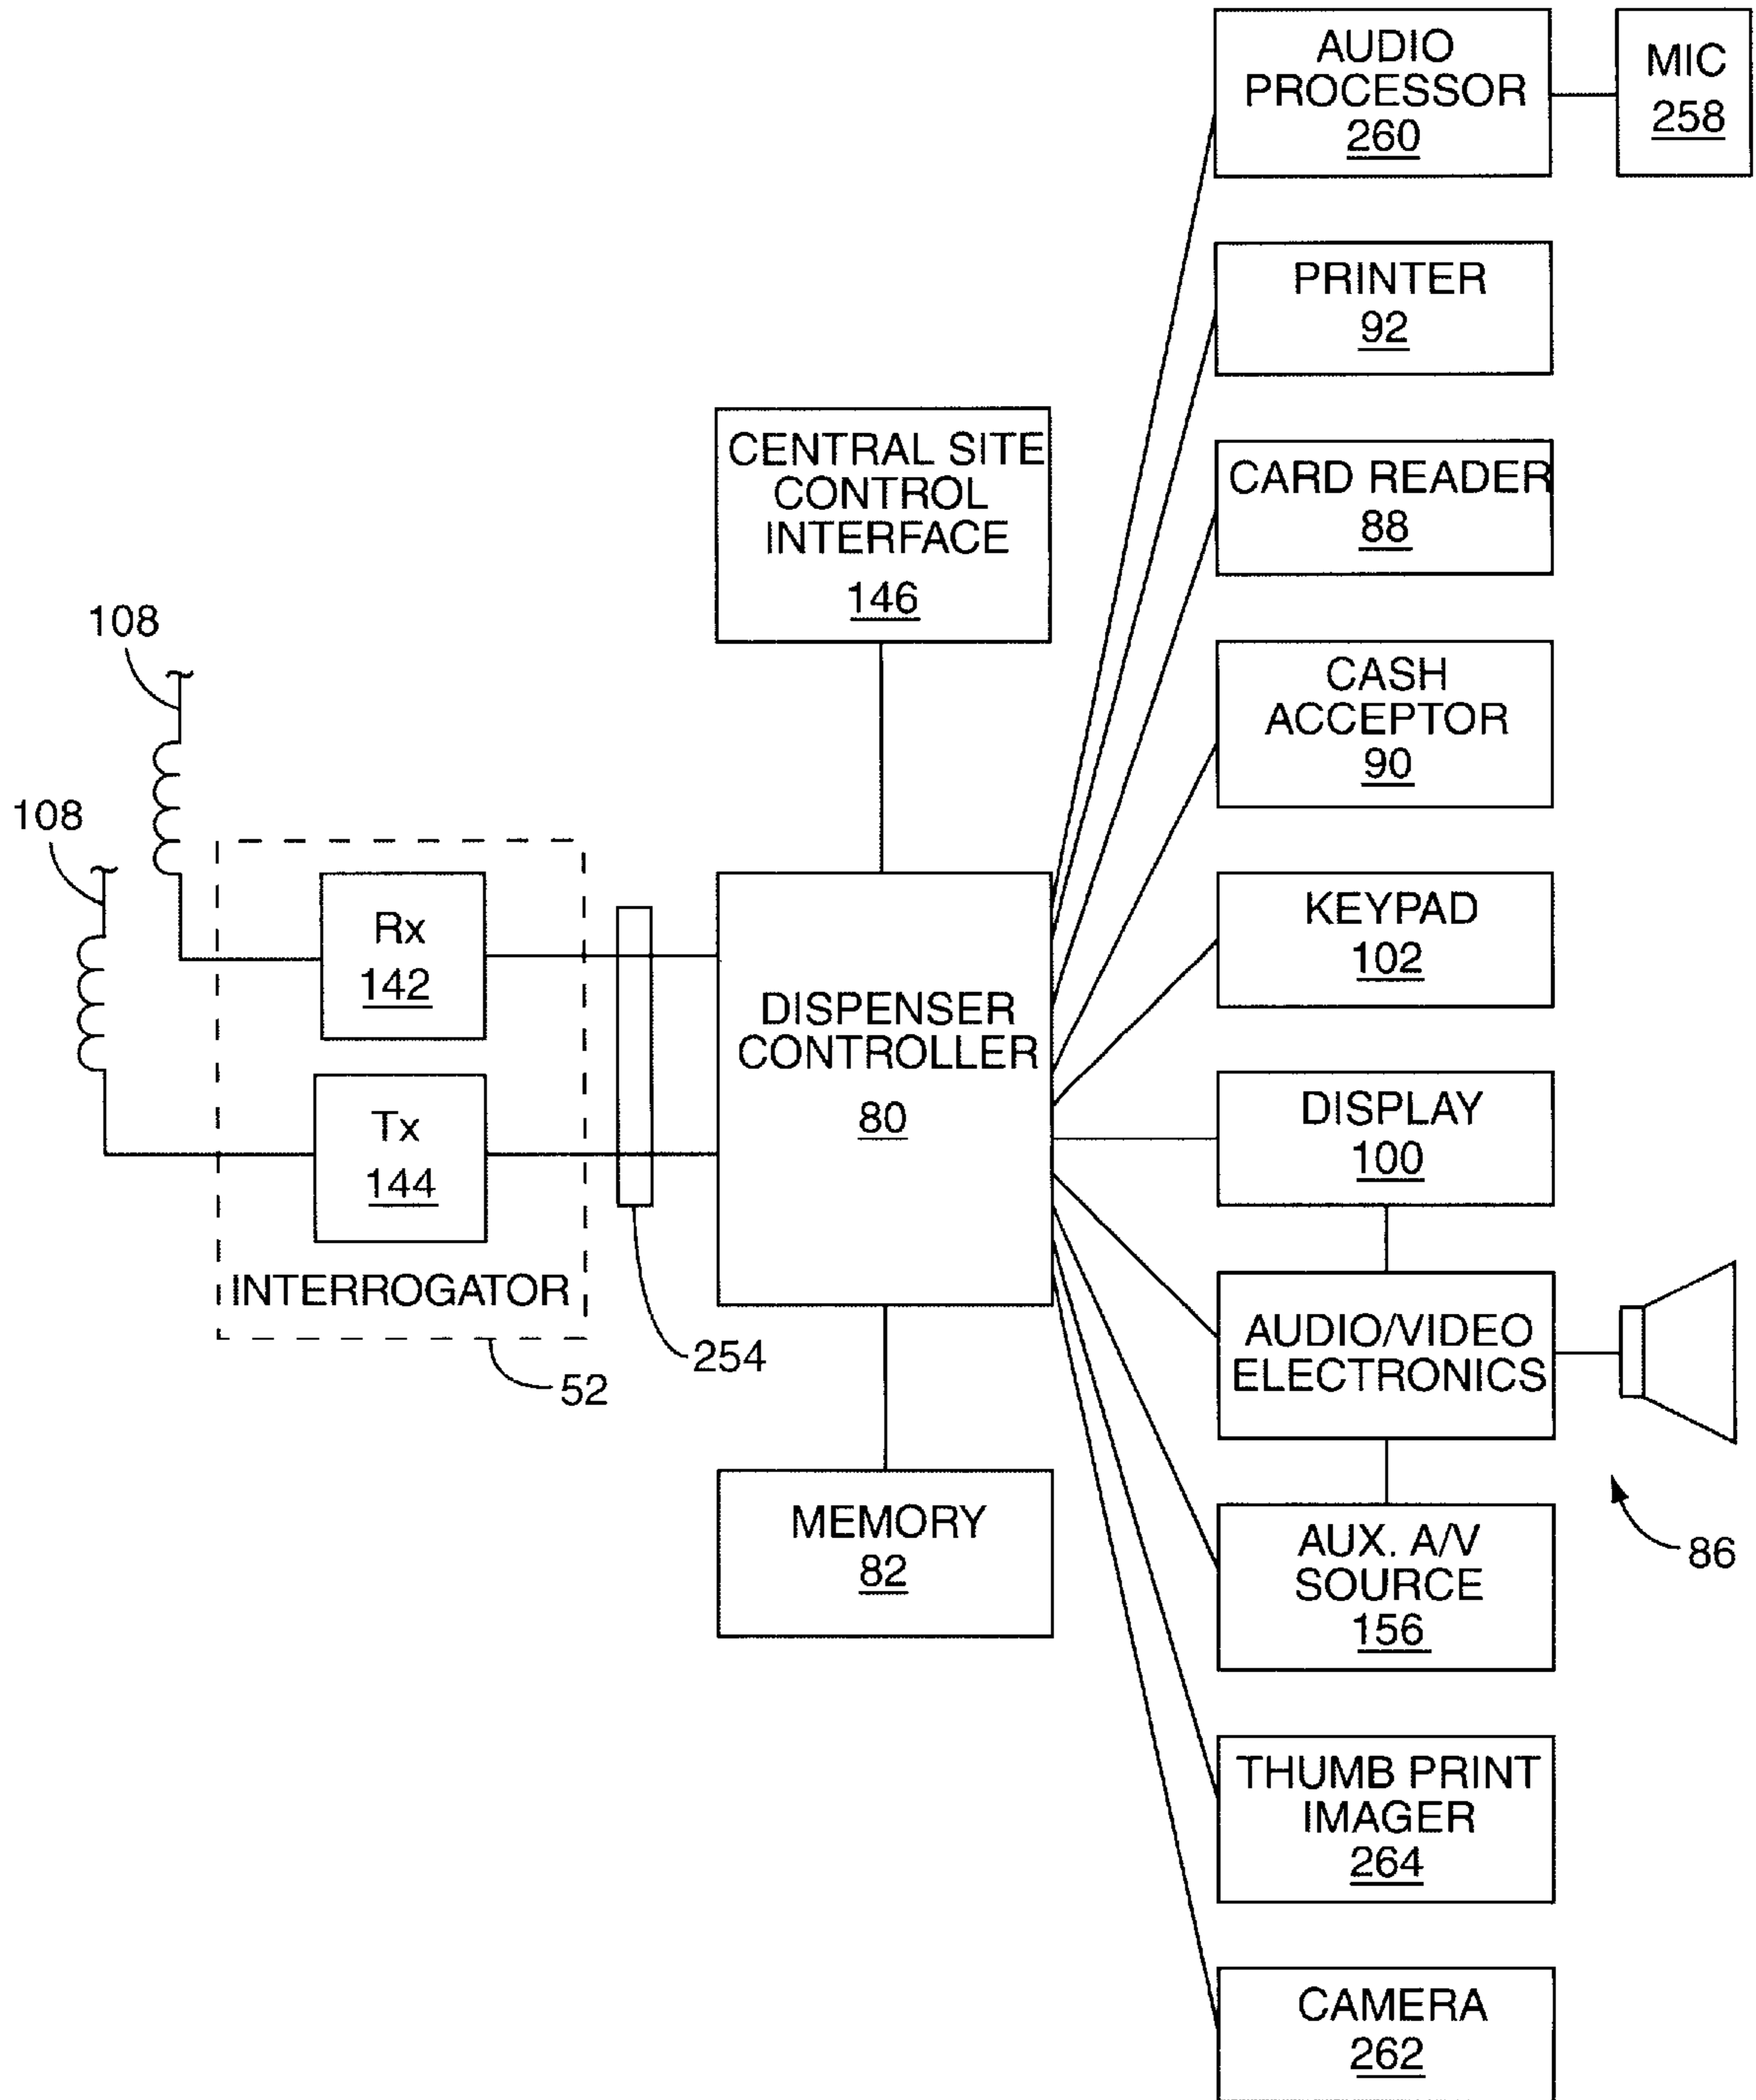 AUDIO
PROCESSOR
260
MIC
258
PRINTER
92
CENTRAL SITE
CONTROL
INTERFACE
146
CARD READER
88
108
CASH
ACCEPTOR
90
108
KEYPAD
102
Rx
142
DISPENSER
CONTROLLER
80
DISPLAY
100
Tx
144
INTERROGATOR
52
254
AUDIO/VIDEO
ELECTRONICS
MEMORY
82
AUX. A/V
SOURCE
156
86
THUMB PRINT
IMAGER
264
CAMERA
262